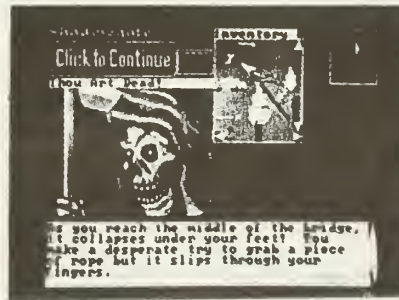 Shadowgate
Inventory
Click to Continue
Thou Art Dead!
s you reach the middle of the bridge,
it collapses under your feet! You
ake a desperate try to grab a piece
f rope but it slips through your
ingers.